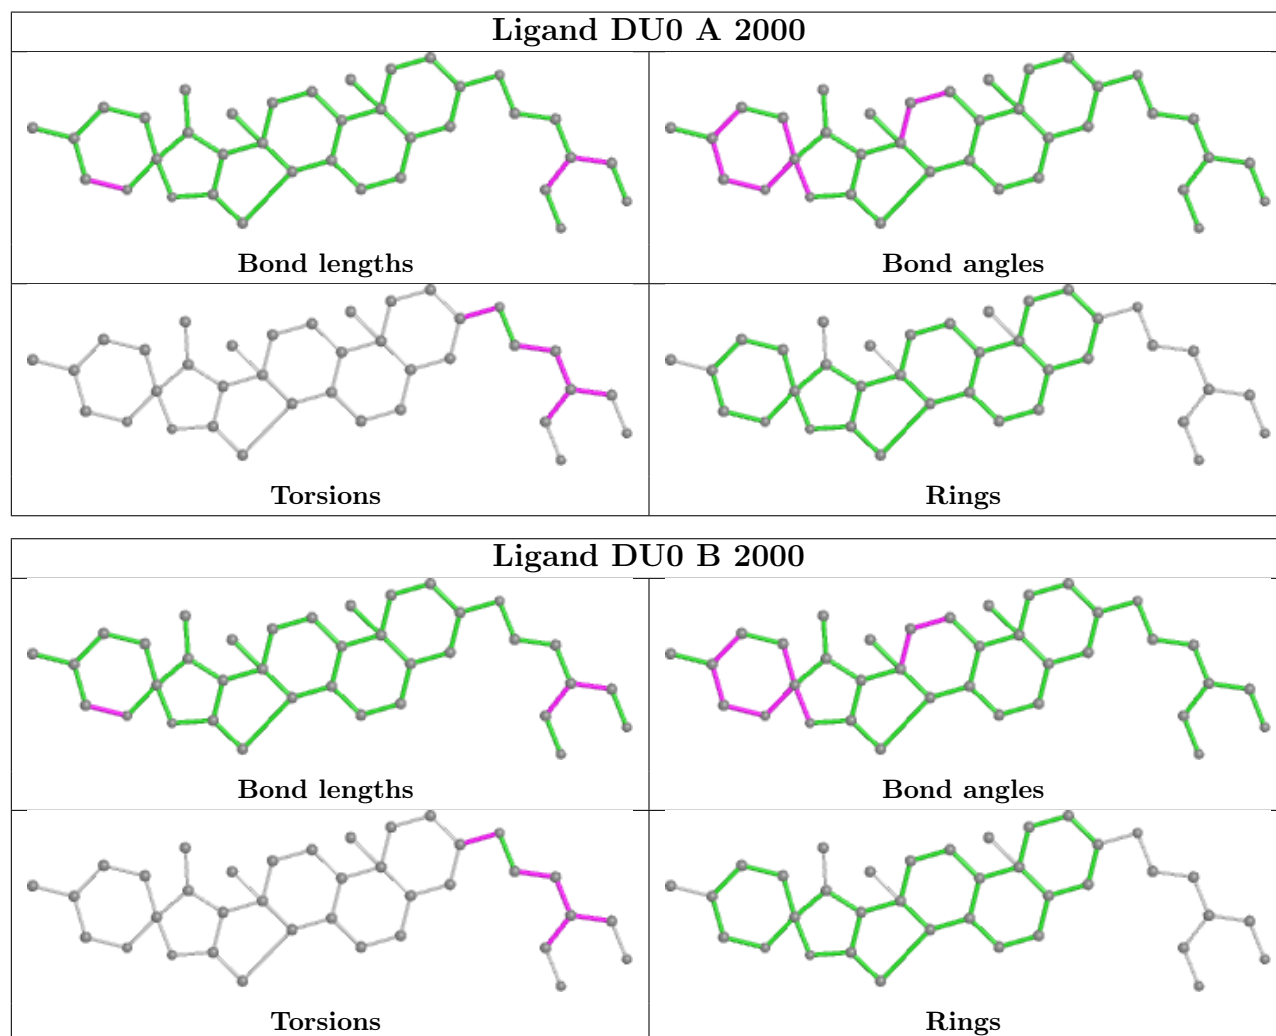 Ligand DU0 A 2000
Bond lengths
Bond angles
Torsions
Rings
Ligand DU0 B 2000
Bond lengths
Bond angles
Torsions
Rings